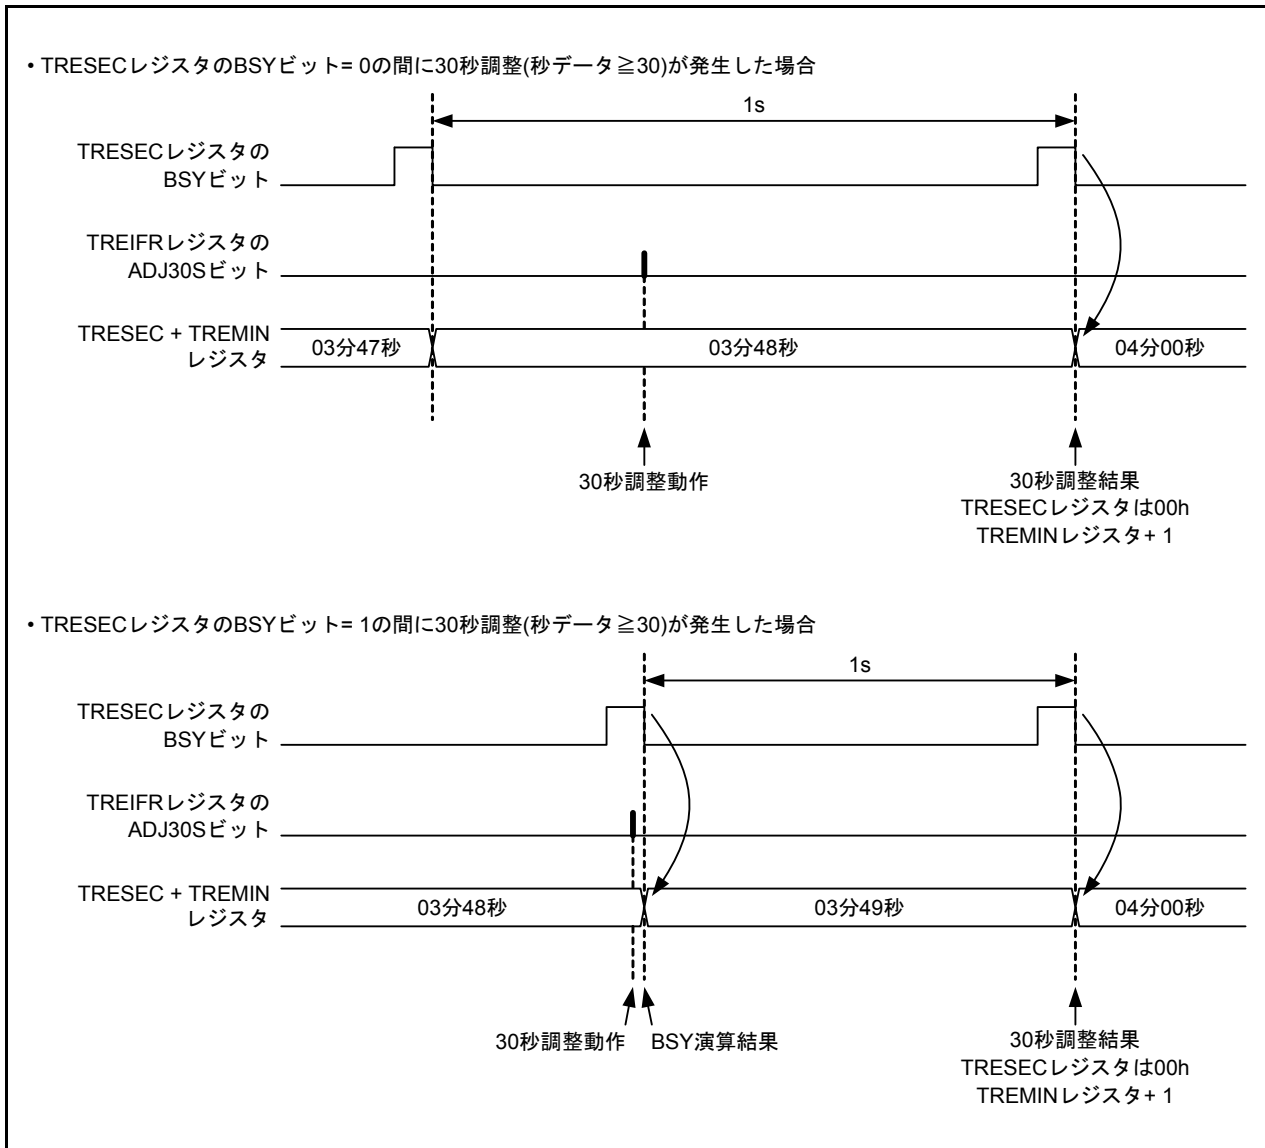 • TRESECレジスタのBSYビット= 0の間に30秒調整(秒データ≧30)が発生した場合
1s
TRESECレジスタの
BSYビット
TREIFRレジスタの
ADJ30Sビット
TRESEC + TREMIN
レジスタ
03分47秒
03分48秒
04分00秒
30秒調整動作
30秒調整結果
TRESECレジスタは00h
TREMINレジスタ+ 1
• TRESECレジスタのBSYビット= 1の間に30秒調整(秒データ≧30)が発生した場合
1s
TRESECレジスタの
BSYビット
TREIFRレジスタの
ADJ30Sビット
TRESEC + TREMIN
レジスタ
03分48秒
03分49秒
04分00秒
30秒調整動作
BSY演算結果
30秒調整結果
TRESECレジスタは00h
TREMINレジスタ+ 1